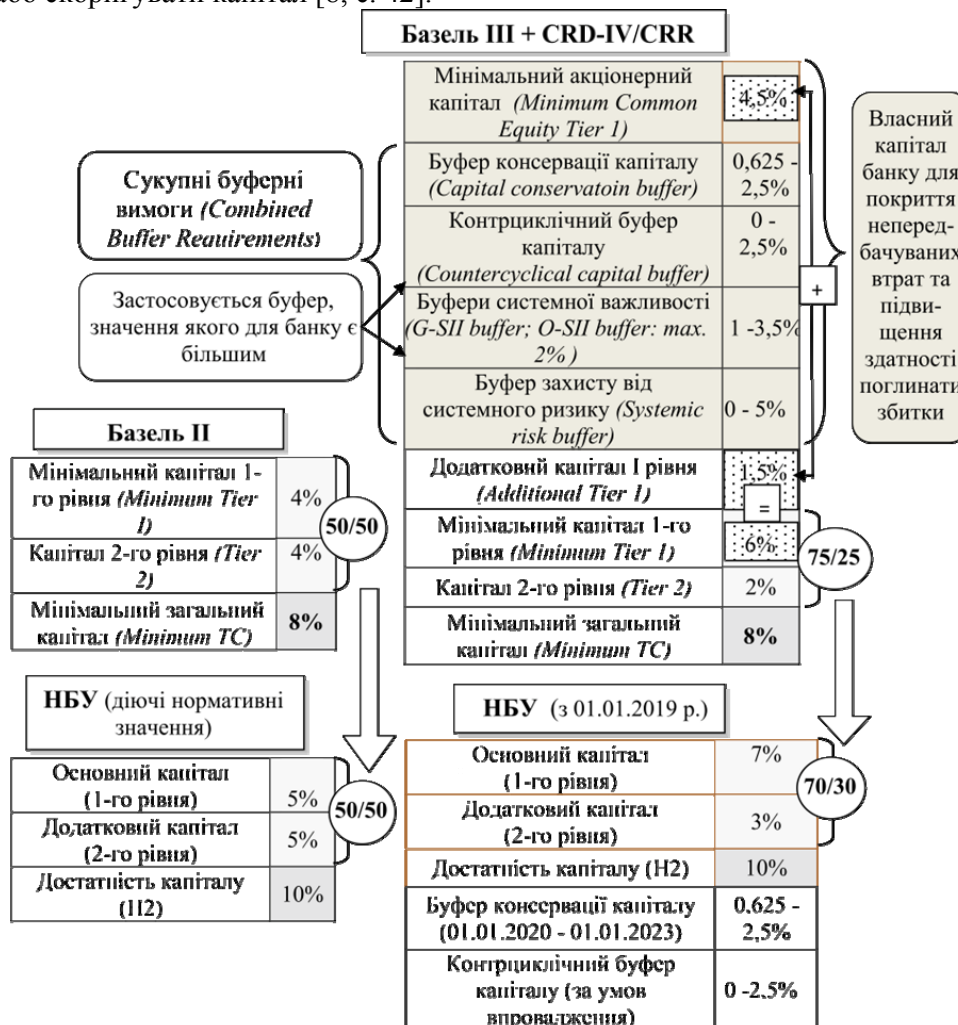 або скоригувати капітал [8, с. 42].
Базель III + CRD-IV/CRR
Мінімальний акціонерний
капітал (Minimum Common
Equity Tier 1)
4,5%
Буфер консервації капіталу
(Capital conservatoin buffer)
0,625 -
2,5%
Контрциклічний буфер
капіталу
(Countercyclical capital buffer)
0 -
2,5%
Буфери системної важливості
(G-SII buffer; O-SII buffer: max.
2% )
1 -3,5%
Буфер захисту від
системного ризику (Systemic
risk buffer)
0 - 5%
Додатковий капітал І рівня
(Additional Tier 1)
1,5%
=
Мінімальний капітал 1-го
рівня (Minimum Tier 1)
6%
Капітал 2-го рівня (Tier 2)
2%
75/25
Мінімальний загальний
капітал (Minimum TC)
8%
Сукупні буферні
вимоги (Combined
Buffer Requirements)
Застосовується буфер,
значення якого для банку є
більшим
+
Власний
капітал
банку для
покриття
неперед-
бачуваних
втрат та
підви-
щення
здатності
поглинати
збитки
Базель II
Мінімальний капітал 1-
го рівня (Minimum Tier
1)
4%
Капітал 2-го рівня (Tier
2)
4%
50/50
Мінімальний загальний
капітал (Minimum TC)
8%
НБУ (діючі нормативні
значення)
Основний капітал
(1-го рівня)
5%
Додатковий капітал
(2-го рівня)
5%
50/50
Достатність капіталу
(Н2)
10%
НБУ (з 01.01.2019 р.)
Основний капітал
(1-го рівня)
7%
Додатковий капітал
(2-го рівня)
3%
70/30
Достатність капіталу (Н2)
10%
Буфер консервації капіталу
(01.01.2020 - 01.01.2023)
0,625 -
2,5%
Контрциклічний буфер
капіталу (за умов
впровадження)
0 -2,5%